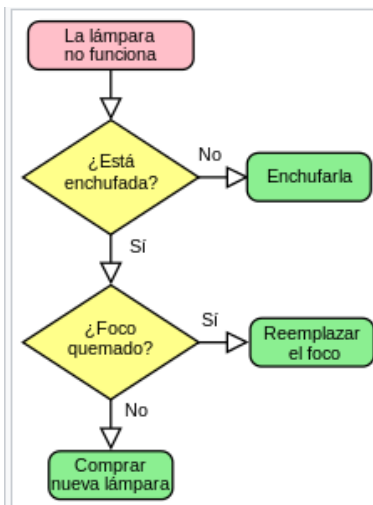 La lámpara
no funciona
¿Está
enchufada?
No
Enchufarla
Sí
¿Foco
quemado?
Sí
Reemplazar
el foco
No
Comprar
nueva lámpara